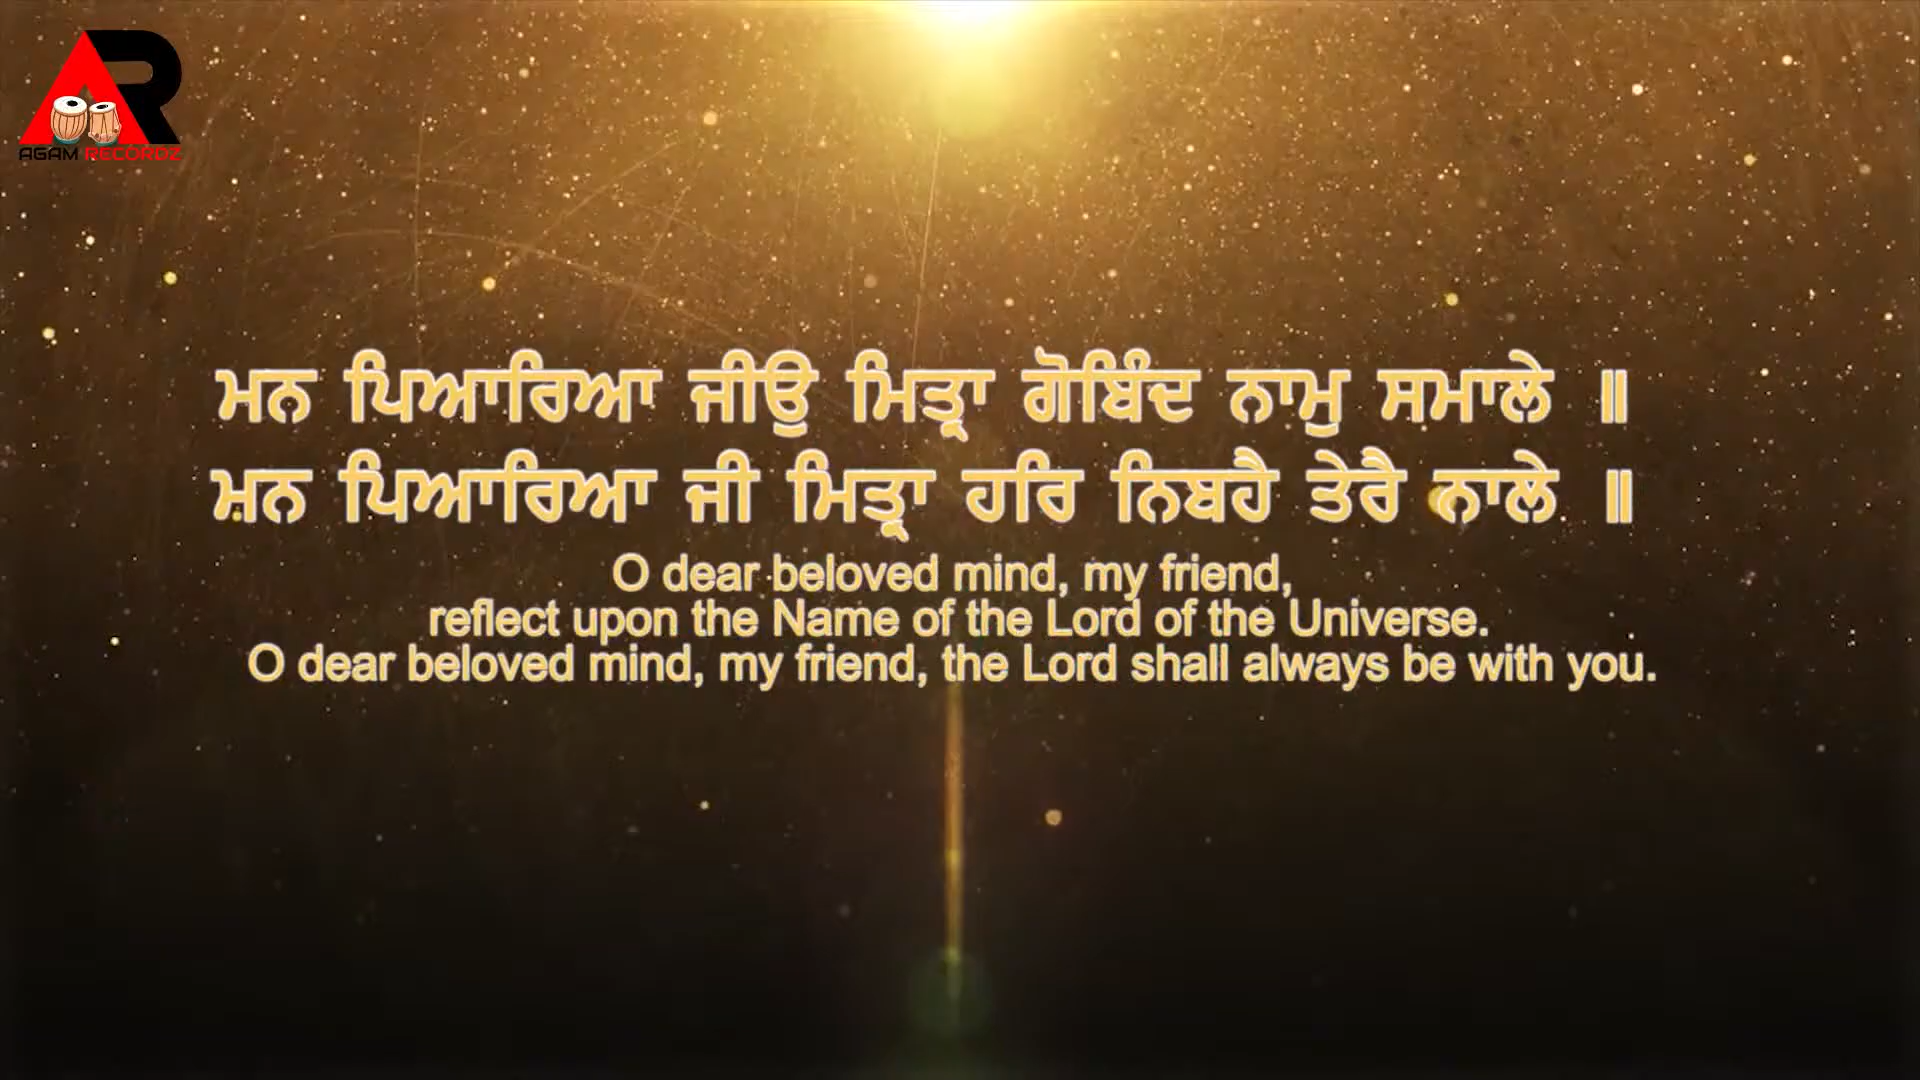 AGAM RECORDZ
ਮਨ ਪਿਆਰਿਆ ਜੀਉ ਮਿਤ੍ਰਾ ਗੋਬਿੰਦ ਨਾਮੁ ਸਮਾਲੇ ॥
ਮਨ ਪਿਆਰਿਆ ਜੀ ਮਿਤ੍ਰਾ ਹਰਿ ਨਿਬਹੈ ਤੇਰੈ ਨਾਲੇ ॥
O dear beloved mind, my friend,
reflect upon the Name of the Lord of the Universe.
O dear beloved mind, my friend, the Lord shall always be with you.